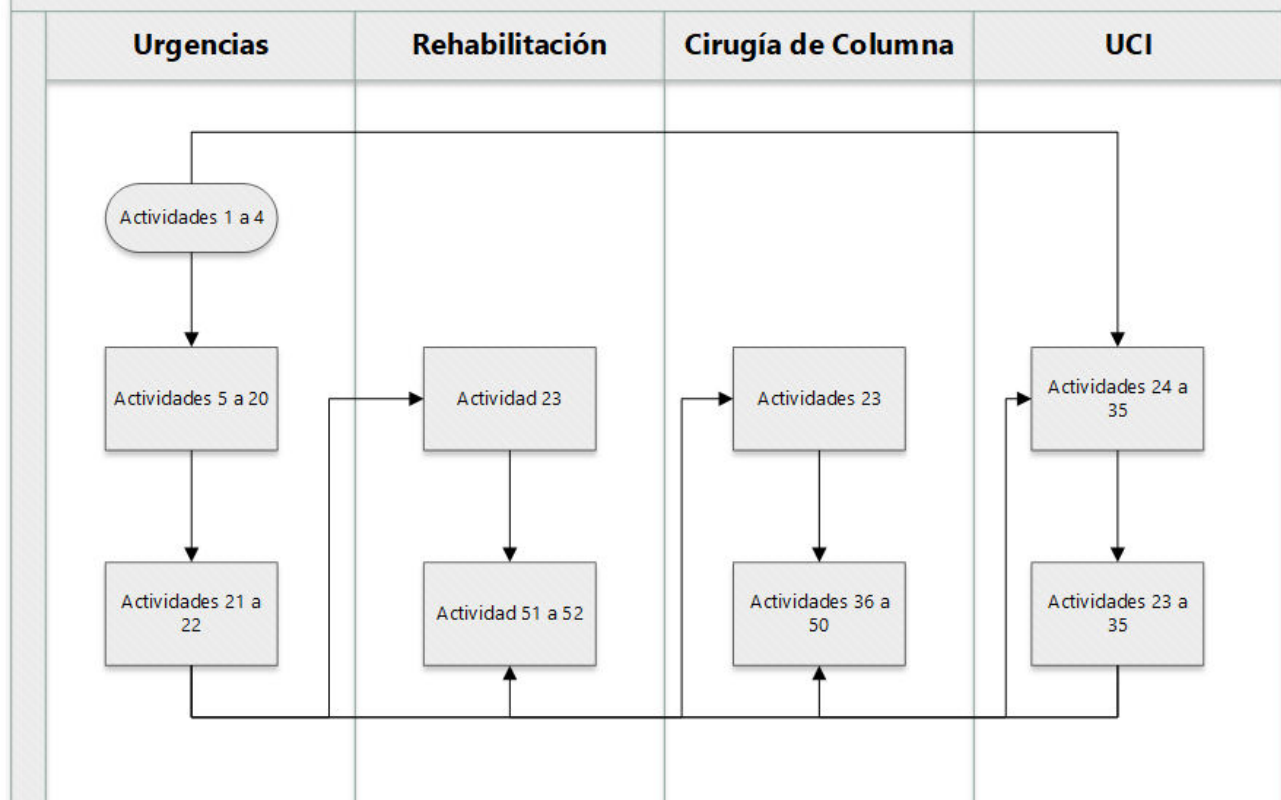 Urgencias
Rehabilitación
Cirugía de Columna
UCI
Actividades 1 a 4
Actividades 5 a 20
Actividad 23
Actividades 23
Actividades 24 a
35
Actividades 21 a
22
Actividad 51 a 52
Actividades 36 a
50
Actividades 23 a
35